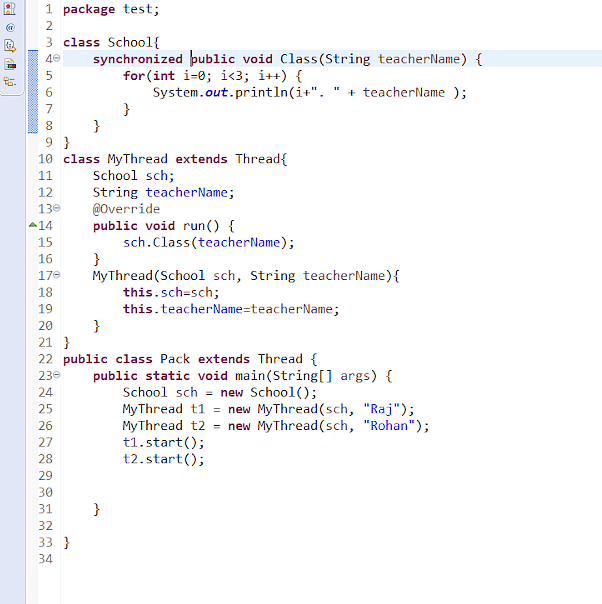 1 package test;
2
3 class School{
4 synchronized public void Class(String teacherName) {
5 for(int i=0; i<3; i++) {
6 System.out.println(i+". " + teacherName );
7 }
8 }
9 }
10 class MyThread extends Thread{
11 School sch;
12 String teacherName;
13 @Override
14 public void run() {
15 sch.Class(teacherName);
16 }
17 MyThread(School sch, String teacherName){
18 this.sch=sch;
19 this.teacherName=teacherName;
20 }
21 }
22 public class Pack extends Thread {
23 public static void main(String[] args) {
24 School sch = new School();
25 MyThread t1 = new MyThread(sch, "Raj");
26 MyThread t2 = new MyThread(sch, "Rohan");
27 t1.start();
28 t2.start();
29
30
31 }
32
33 }
34